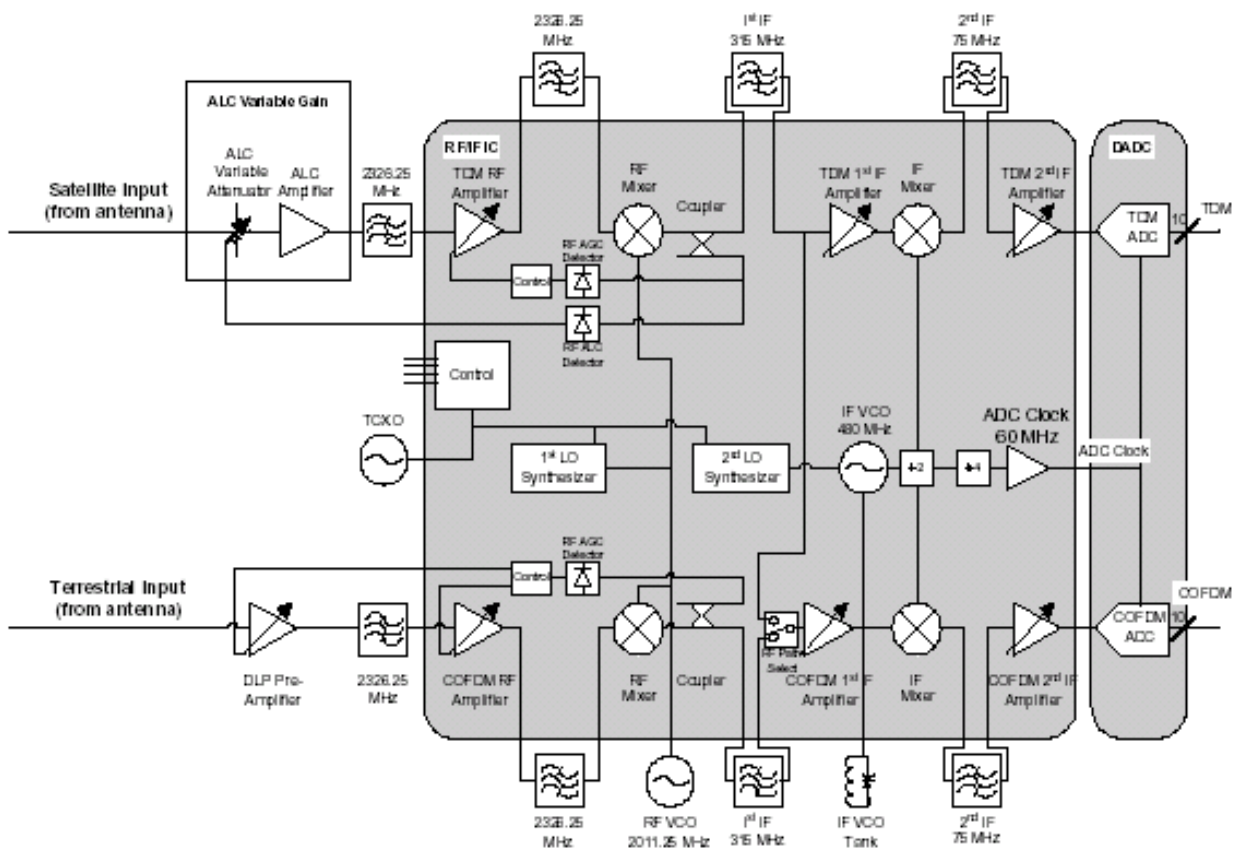 2326.25
MHz
1st IF
315 MHz
2nd IF
75 MHz
ALC Variable Gain
RF/IF IC
DADC
ALC
Variable
Attenuator
ALC
Amplifier
2326.25
MHz
TDM RF
Amplifier
RF
Mixer
Coupler
TDM 1st IF
Amplifier
IF
Mixer
TDM 2nd IF
Amplifier
Satellite Input
(from antenna)
TDM
ADC
10
TDM
RF AGC
Detector
Control
RF ALC
Detector
Control
TCXO
1st LO
Synthesizer
2nd LO
Synthesizer
IF VCO
480 MHz
÷2
÷4
ADC Clock
60 MHz
ADC Clock
RF AGC
Detector
Control
Terrestrial Input
(from antenna)
COFDM
COFDM
ADC
10
RF Path
Select
DLP Pre-
Amplifier
2326.25
MHz
COFDM RF
Amplifier
RF
Mixer
Coupler
COFDM 1st IF
Amplifier
IF
Mixer
COFDM 2nd IF
Amplifier
2326.25
MHz
RF VCO
2011.25 MHz
1st IF
315 MHz
IF VCO
Tank
2nd IF
75 MHz